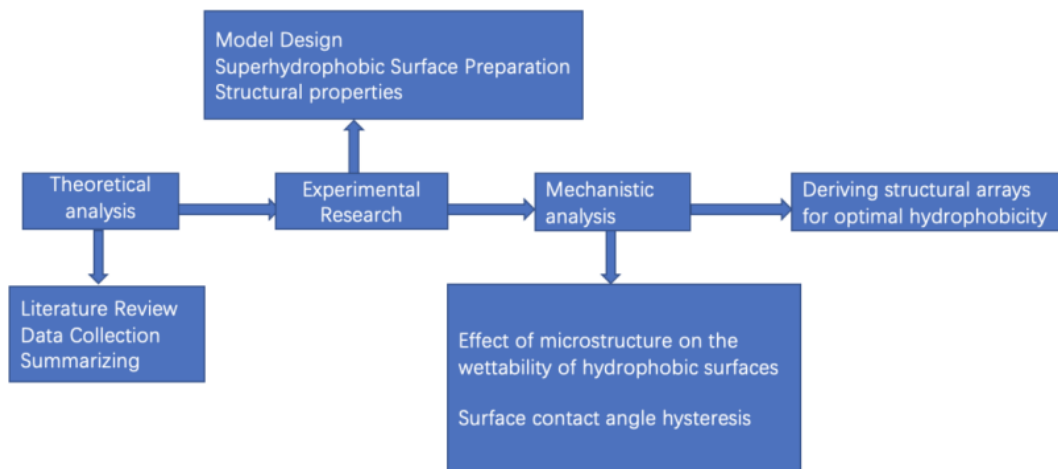 Model Design
Superhydrophobic Surface Preparation
Structural properties
Theoretical
analysis
Experimental
Research
Mechanistic
analysis
Deriving structural arrays
for optimal hydrophobicity
Literature Review
Data Collection
Summarizing
Effect of microstructure on the
wettability of hydrophobic surfaces
Surface contact angle hysteresis